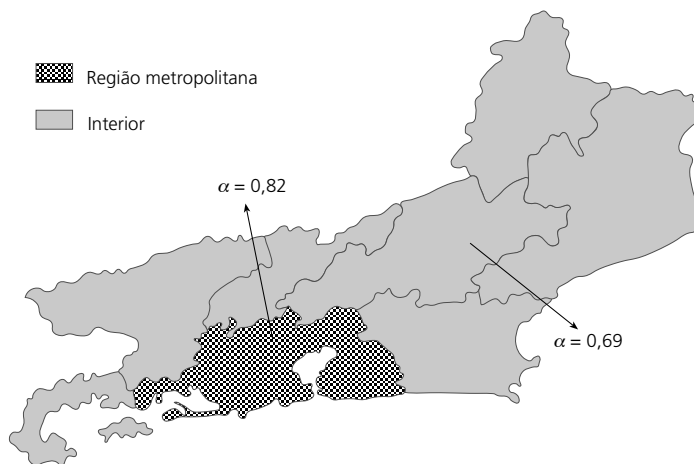 Região metropolitana
Interior
α = 0,82
α = 0,69